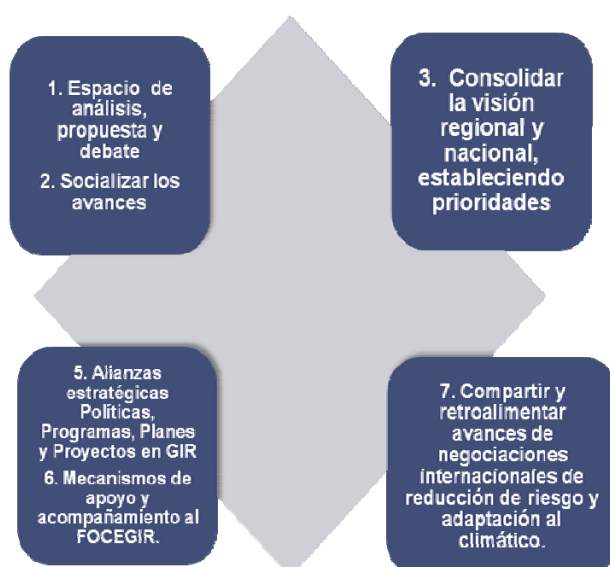 1. Espacio de
análisis,
propuesta y
debate
2. Socializar los
avances
3. Consolidar
la visión
regional y
nacional,
estableciendo
prioridades
5. Alianzas
estratégicas
Políticas,
Programas, Planes
y Proyectos en GIR
6. Mecanismos de
apoyo y
acompañamiento al
FOCEGIR.
7. Compartir y
retroalimentar
avances de
negociaciones
internacionales de
reducción de riesgo y
adaptación al
climático.